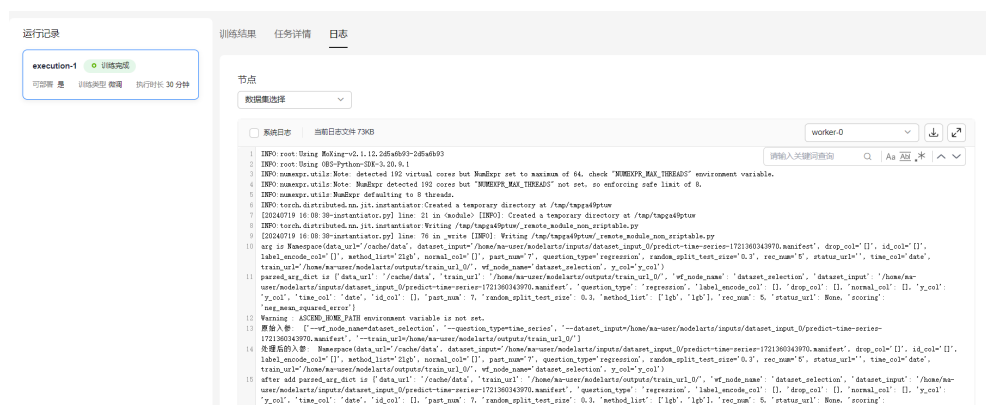 运行记录
训练结果 任务详情 日志
execution-1 训练完成
可部署 是 训练类型 微调 执行时长 30 分钟
节点
数据集选择
系统日志 当前日志文件 73KB worker-0
请输入关键词查询 Aa Abl .*
1 INFO:root:Using MoXing-v2.1.12.2d5a6b93-2d5a6b93
2 INFO:root:Using OBS-Python-SDK-3.20.9.1
3 INFO:numexpr.utils:Note: detected 192 virtual cores but NumExpr set to maximum of 64, check "NUMEXPR_MAX_THREADS" environment variable.
4 INFO:numexpr.utils:Note: NumExpr detected 192 cores but "NUMEXPR_MAX_THREADS" not set, so enforcing safe limit of 8.
5 INFO:numexpr.utils:NumExpr defaulting to 8 threads.
6 INFO:torch.distributed.nn.jit.instantiator:Created a temporary directory at /tmp/tmpga49ptuw
7 [20240719 16:08:38-instantiator.py] line: 21 in <module> [INFO]: Created a temporary directory at /tmp/tmpga49ptuw
8 INFO:torch.distributed.nn.jit.instantiator:Writing /tmp/tmpga49ptuw/_remote_module_non_sriptable.py
9 [20240719 16:08:38-instantiator.py] line: 76 in _write [INFO]: Writing /tmp/tmpga49ptuw/_remote_module_non_sriptable.py
10 arg is Namespace(data_url='/cache/data', dataset_input='/home/ma-user/modelarts/inputs/dataset_input_0/predict-time-series-1721360343970.manifest', drop_col='[]', id_col='[]',
label_encode_col='[]', method_list='2lgb', normal_col='[]', past_num='7', question_type='regression', random_split_test_size='0.3', rec_num='5', status_url='', time_col='date',
train_url='/home/ma-user/modelarts/outputs/train_url_0/', wf_node_name='dataset_selection', y_col='y_col')
11 parsed_arg_dict is {'data_url': '/cache/data', 'train_url': '/home/ma-user/modelarts/outputs/train_url_0/', 'wf_node_name': 'dataset_selection', 'dataset_input': '/home/ma-
user/modelarts/inputs/dataset_input_0/predict-time-series-1721360343970.manifest', 'question_type': 'regression', 'label_encode_col': [], 'drop_col': [], 'normal_col': [], 'y_col':
'y_col', 'time_col': 'date', 'id_col': [], 'past_num': 7, 'random_split_test_size': 0.3, 'method_list': ['lgb', 'lgb'], 'rec_num': 5, 'status_url': None, 'scoring':
'neg_mean_squared_error'}
12 Warning : ASCEND_HOME_PATH environment variable is not set.
13 原始入参: ['--wf_node_name=dataset_selection', '--question_type=time_series', '--dataset_input=/home/ma-user/modelarts/inputs/dataset_input_0/predict-time-series-
1721360343970.manifest', '--train_url=/home/ma-user/modelarts/outputs/train_url_0/']
14 处理后的入参: Namespace(data_url='/cache/data', dataset_input='/home/ma-user/modelarts/inputs/dataset_input_0/predict-time-series-1721360343970.manifest', drop_col='[]', id_col='[]',
label_encode_col='[]', method_list='2lgb', normal_col='[]', past_num='7', question_type='regression', random_split_test_size='0.3', rec_num='5', status_url='', time_col='date',
train_url='/home/ma-user/modelarts/outputs/train_url_0/', wf_node_name='dataset_selection', y_col='y_col')
15 after add parsed_arg_dict is {'data_url': '/cache/data', 'train_url': '/home/ma-user/modelarts/outputs/train_url_0/', 'wf_node_name': 'dataset_selection', 'dataset_input': '/home/ma-
user/modelarts/inputs/dataset_input_0/predict-time-series-1721360343970.manifest', 'question_type': 'regression', 'label_encode_col': [], 'drop_col': [], 'normal_col': [], 'y_col':
'y_col', 'time_col': 'date', 'id_col': [], 'past_num': 7, 'random_split_test_size': 0.3, 'method_list': ['lgb', 'lgb'], 'rec_num': 5, 'status_url': None, 'scoring':